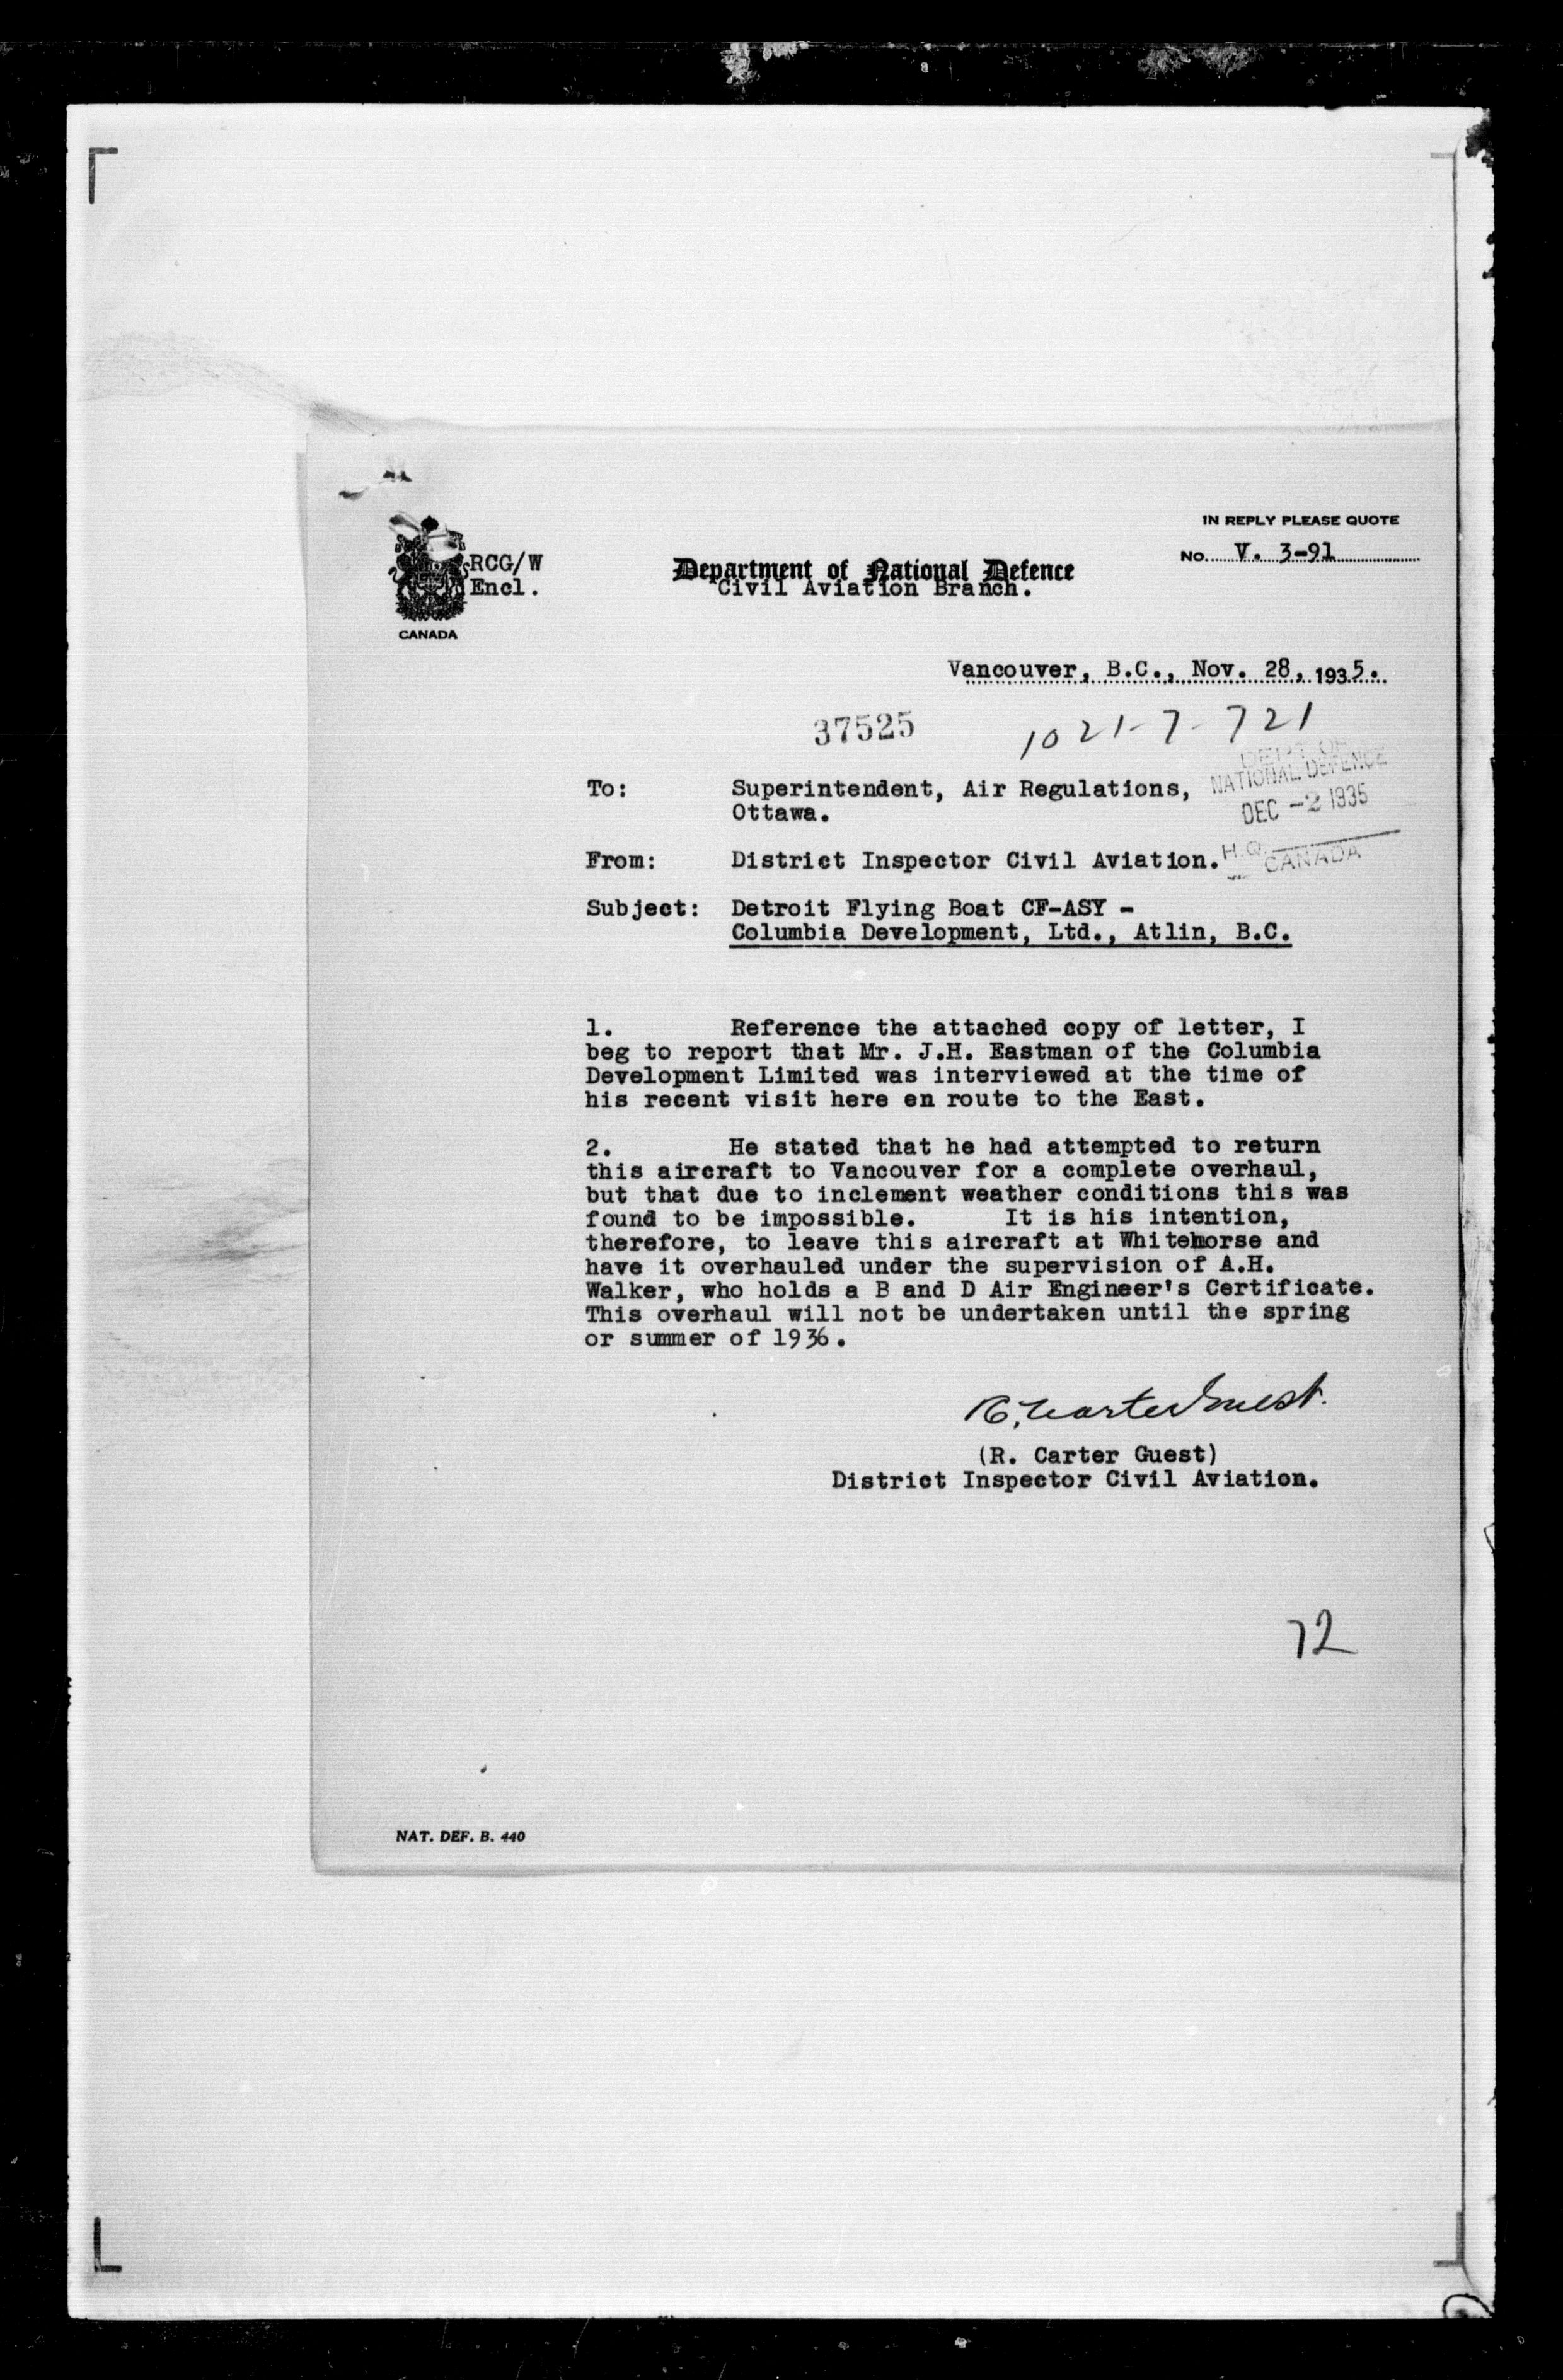 IN REPLY PLEASE QUOTE
No. V. 3-91
RCG/W
Encl.
CANADA
Department of National Defence
Civil Aviation Branch.
Vancouver, B.C., Nov. 28, 1935.
37525
1021-7-721
DEPT OF
NATIONAL DEFENCE
DEC -2 1935
H.Q.
CANADA
To: Superintendent, Air Regulations,
Ottawa.
From: District Inspector Civil Aviation.
Subject: Detroit Flying Boat CF-ASY -
Columbia Development, Ltd., Atlin, B.C.
1. Reference the attached copy of letter, I
beg to report that Mr. J.H. Eastman of the Columbia
Development Limited was interviewed at the time of
his recent visit here en route to the East.
2. He stated that he had attempted to return
this aircraft to Vancouver for a complete overhaul,
but that due to inclement weather conditions this was
found to be impossible. It is his intention,
therefore, to leave this aircraft at Whitehorse and
have it overhauled under the supervision of A.H.
Walker, who holds a B and D Air Engineer's Certificate.
This overhaul will not be undertaken until the spring
or summer of 1936.
R. Carter Guest.
(R. Carter Guest)
District Inspector Civil Aviation.
72
NAT. DEF. B. 440